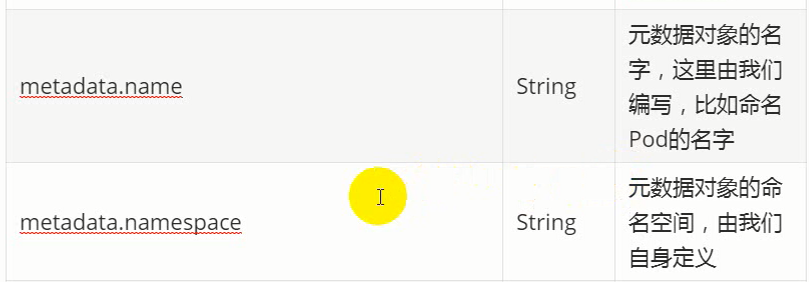 metadata.name
String
元数据对象的名
字，这里由我们
编写，比如命名
Pod的名字
metadata.namespace
String
元数据对象的命
名空间，由我们
自身定义